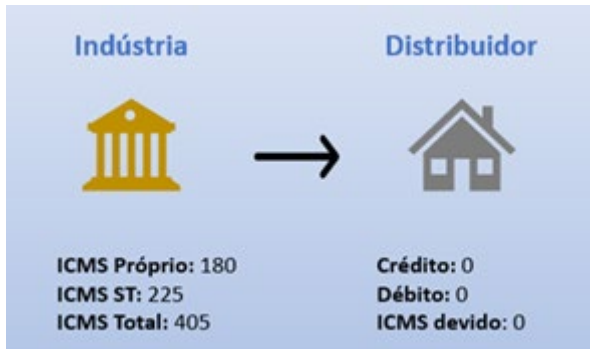 Indústria
Distribuidor
ICMS Próprio: 180
ICMS ST: 225
ICMS Total: 405
Crédito: 0
Débito: 0
ICMS devido: 0